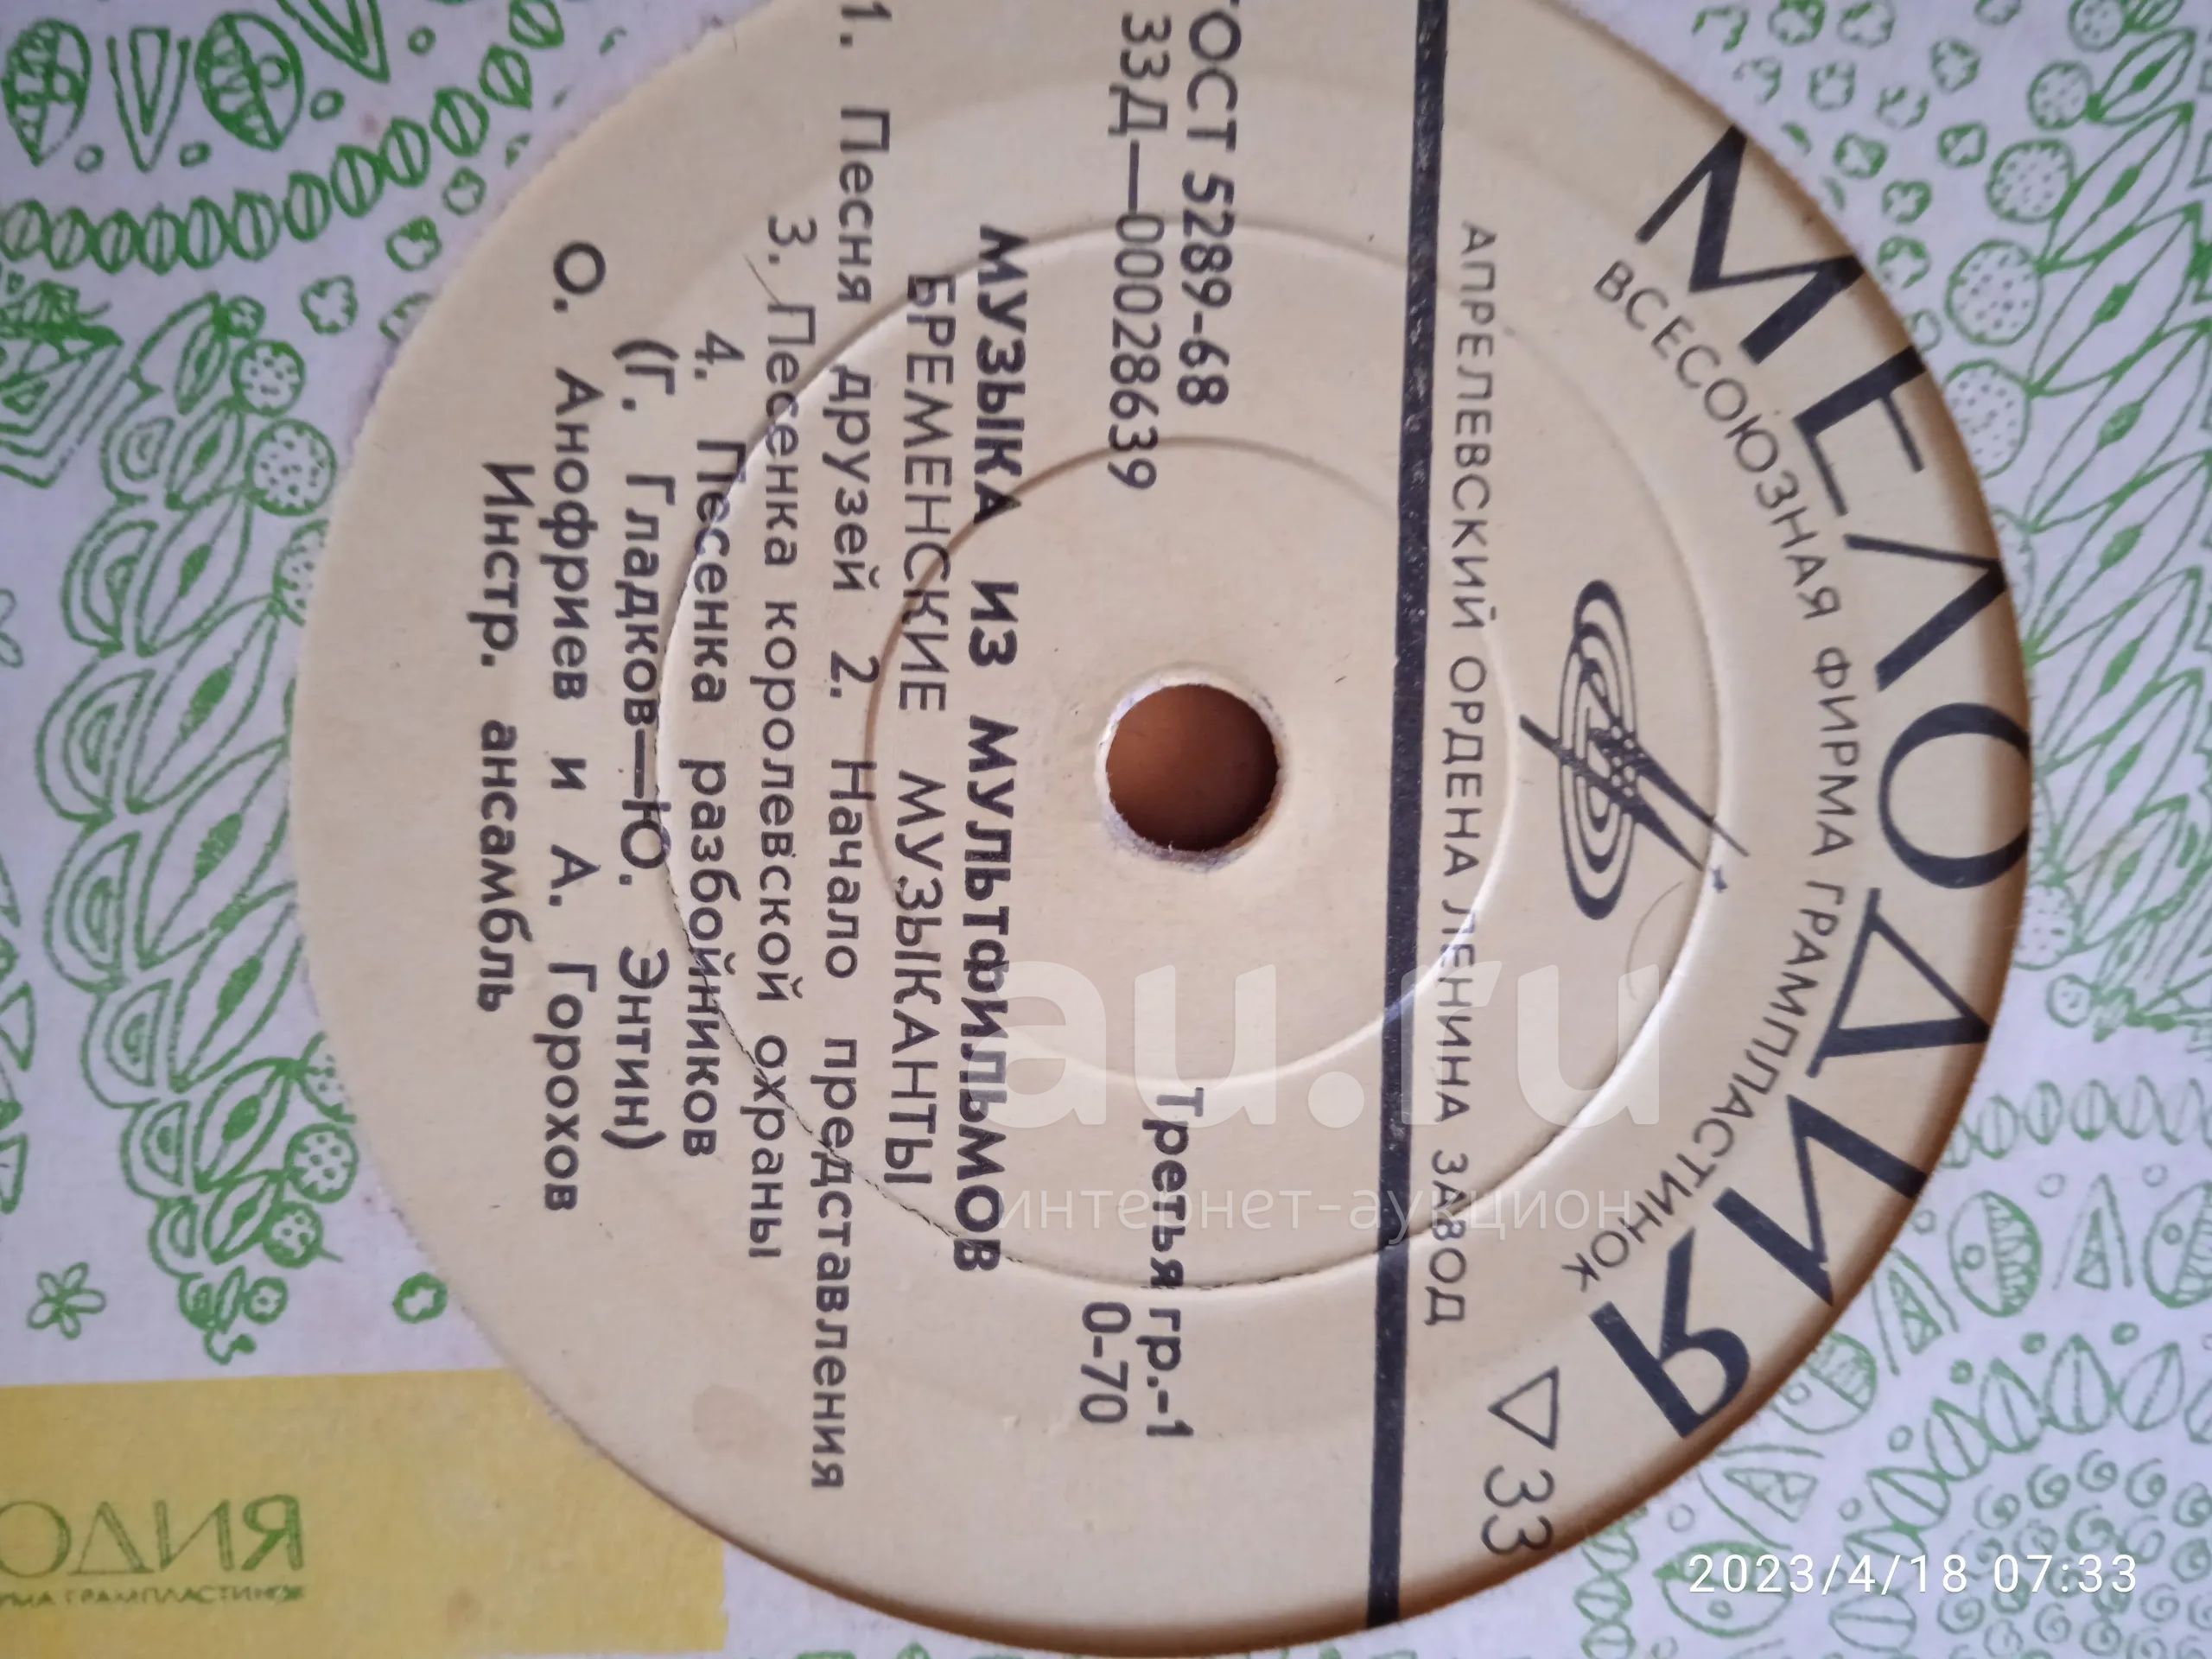 МЕЛОДИЯ
ВСЕСОЮЗНАЯ ФИРМА ГРАМПЛАСТИНОК
▽ 33
АПРЕЛЕВСКИЙ ОРДЕНА ЛЕНИНА ЗАВОД
ГОСТ 5289-68
Третья гр.-1
33Д—00028639
0-70
МУЗЫКА ИЗ МУЛЬТФИЛЬМОВ
БРЕМЕНСКИЕ МУЗЫКАНТЫ
1. Песня друзей 2. Начало представления
3. Песенка королевской охраны
4. Песенка разбойников
(Г. Гладков—Ю. Энтин)
О. Анофриев и А. Горохов
Инстр. ансамбль
au.ru
интернет-аукцион
ОДИЯ
РМА ГРАМПЛАСТИНОК
2023/4/18 07:33